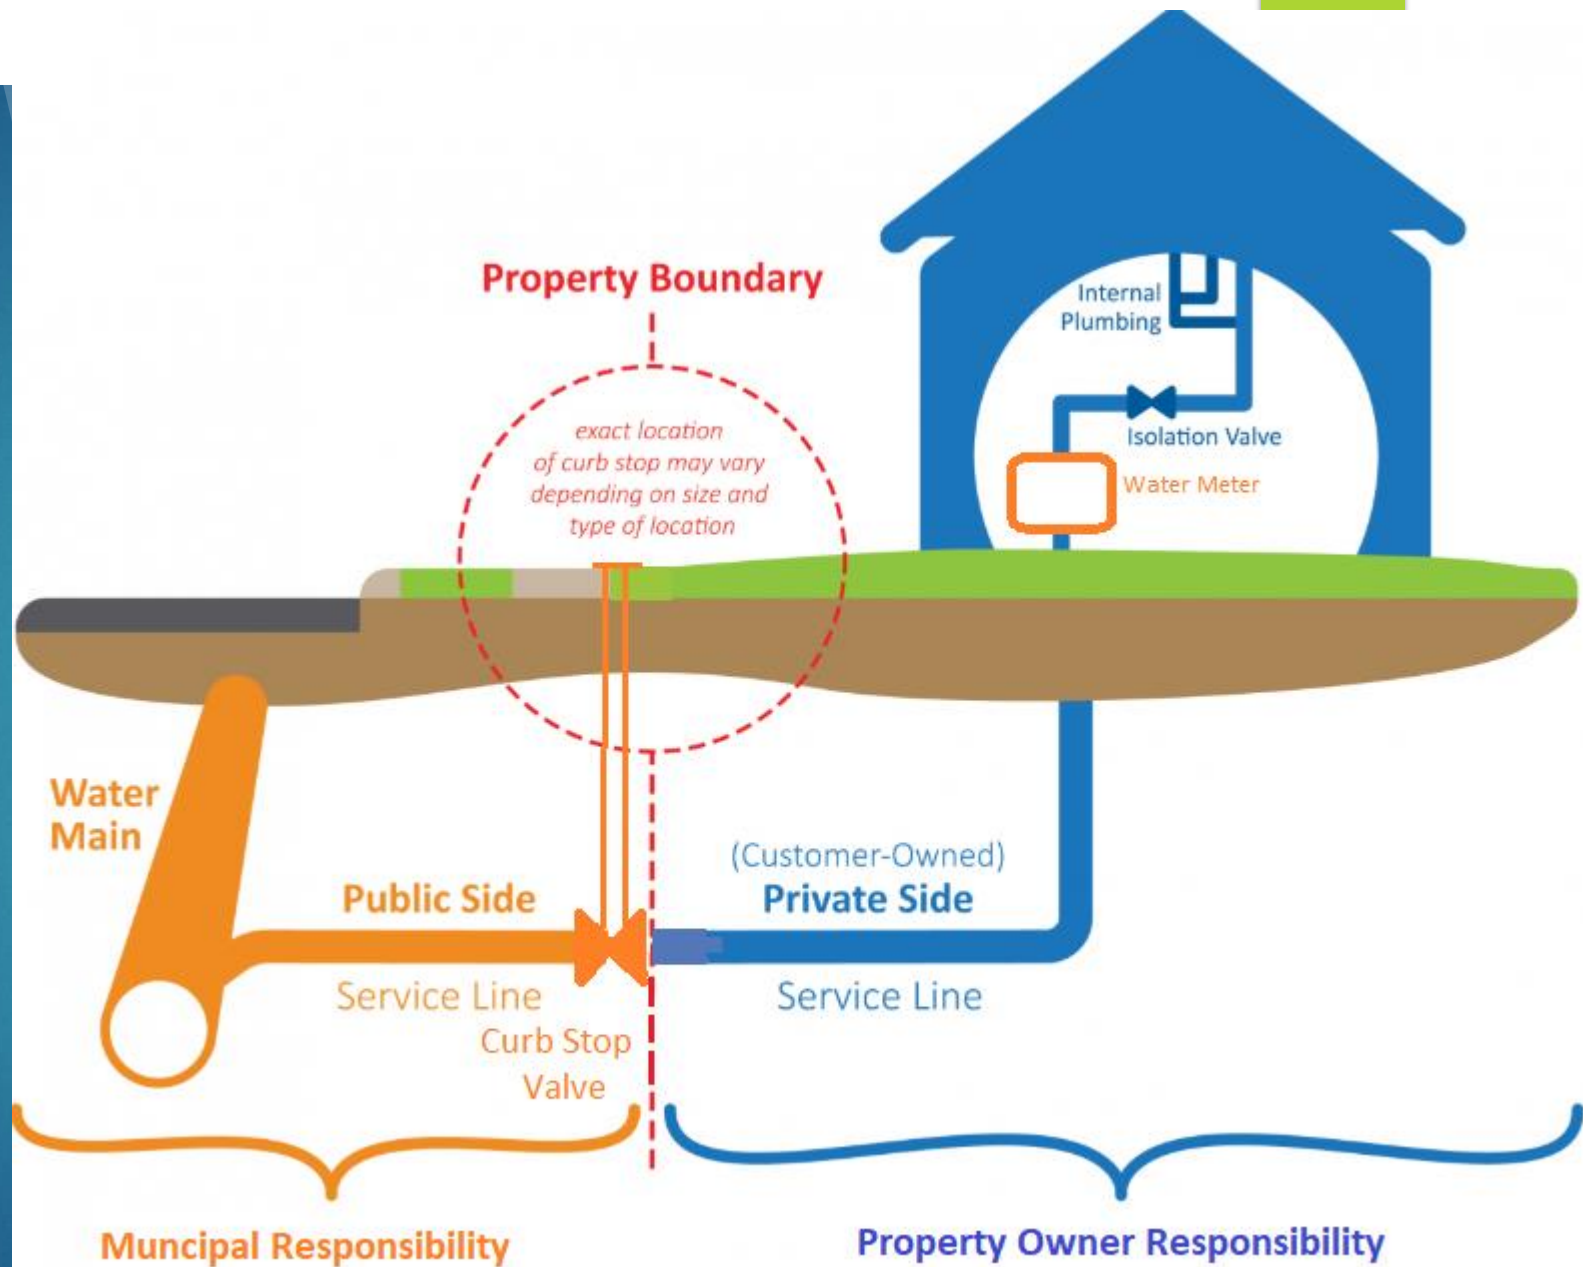 Property Boundary
exact location
of curb stop may vary
depending on size and
type of location
Internal
Plumbing
Isolation Valve
Water Meter
Water
Main
Public Side
Service Line
Curb Stop
Valve
(Customer-Owned)
Private Side
Service Line
Muncipal Responsibility
Property Owner Responsibility